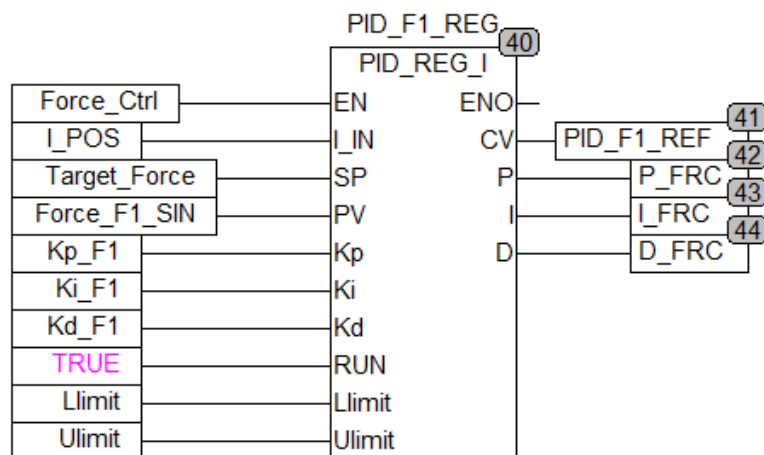 PID_F1_REG
40
PID_REG_I
Force_Ctrl EN ENO
41
I_POS I_IN CV PID_F1_REF
42
Target_Force SP P P_FRC
43
Force_F1_SIN PV I I_FRC
44
Kp_F1 Kp D D_FRC
Ki_F1 Ki
Kd_F1 Kd
TRUE RUN
Llimit Llimit
Ulimit Ulimit